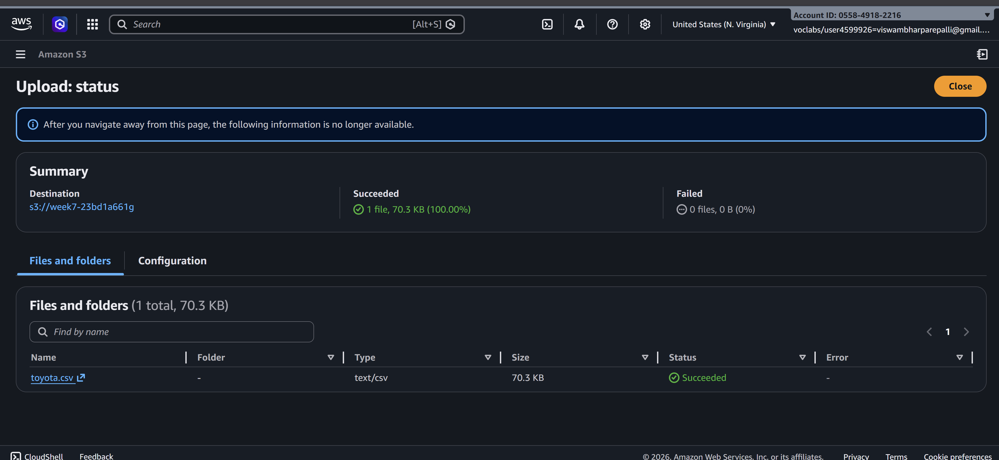 aws
Search [Alt+S]
United States (N. Virginia)
Account ID: 0558-4918-2216
voclabs/user4599926=viswambharparepalli@gmail....
Amazon S3
Upload: status
Close
After you navigate away from this page, the following information is no longer available.
Summary
Destination
s3://week7-23bd1a661g
Succeeded
1 file, 70.3 KB (100.00%)
Failed
0 files, 0 B (0%)
Files and folders Configuration
Files and folders (1 total, 70.3 KB)
Find by name
1
Name Folder Type Size Status Error
toyota.csv - text/csv 70.3 KB Succeeded -
CloudShell Feedback © 2026, Amazon Web Services, Inc. or its affiliates. Privacy Terms Cookie preferences